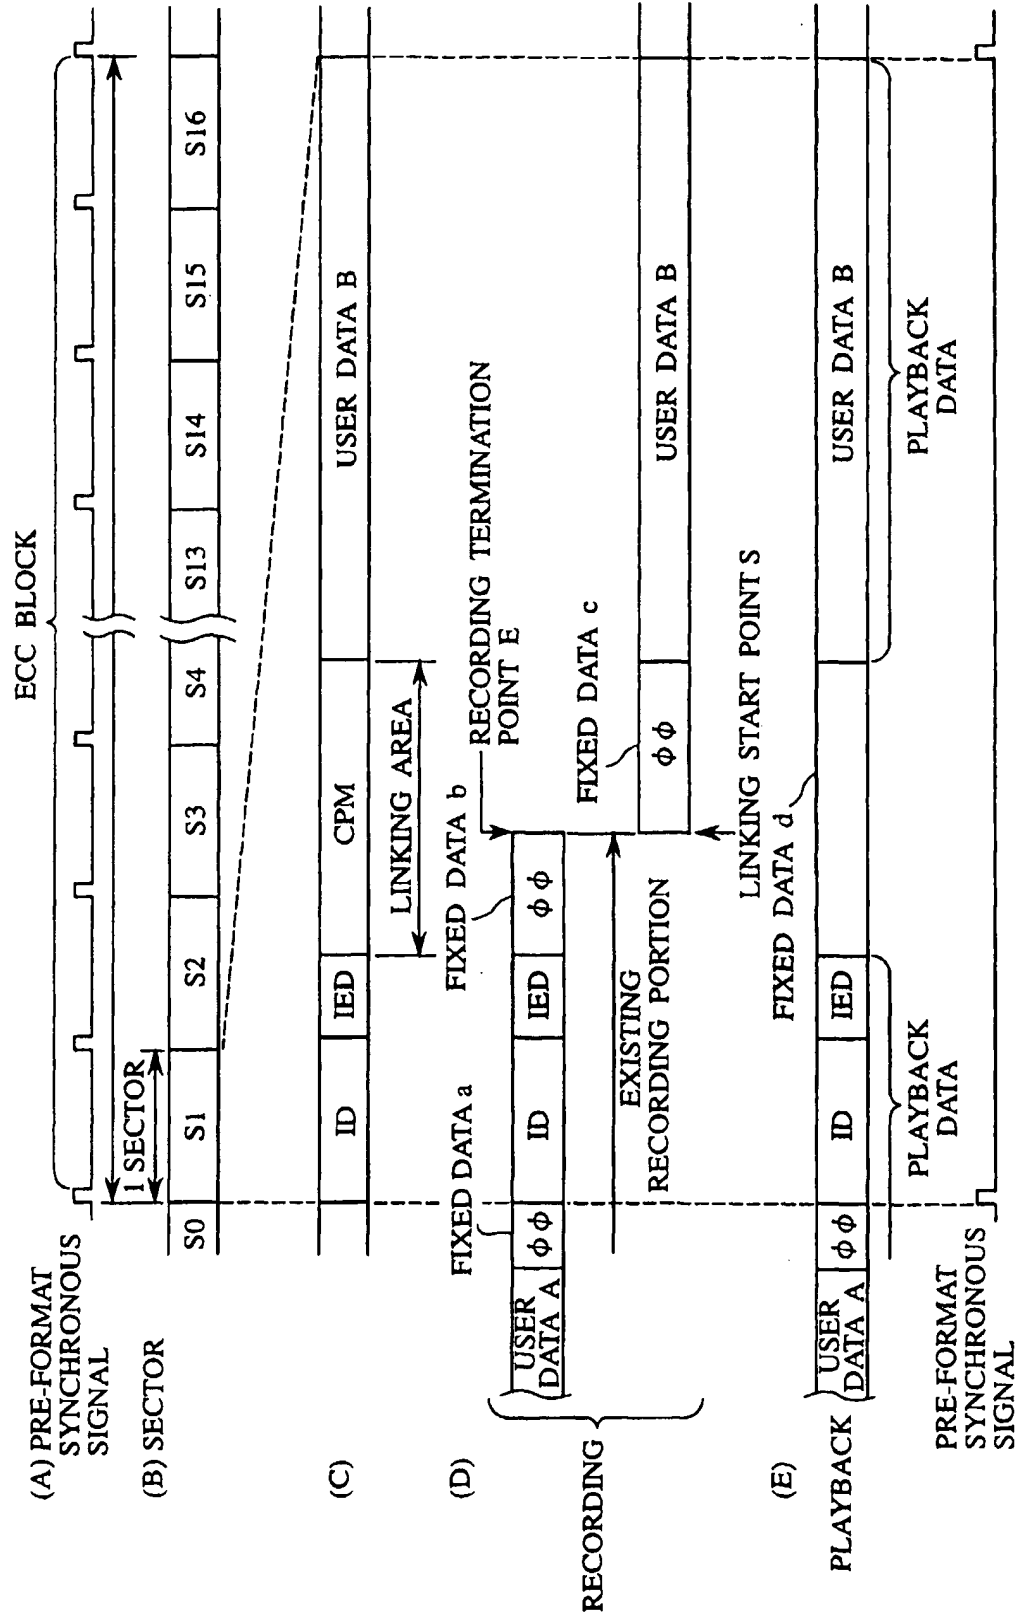 ECC BLOCK
(A) PRE-FORMAT
SYNCHRONOUS
SIGNAL
1 SECTOR
(B) SECTOR
S0
S1
S2
S3
S4
S13
S14
S15
S16
(C)
ID
IED
CPM
USER DATA B
LINKING AREA
(D)
RECORDING
FIXED DATA a
FIXED DATA b
RECORDING TERMINATION
POINT E
USER
DATA A
φφ
ID
IED
φφ
EXISTING
RECORDING PORTION
FIXED DATA c
φφ
USER DATA B
LINKING START POINT S
FIXED DATA d
(E)
PLAYBACK
USER
DATA A
φφ
ID
IED
USER DATA B
PLAYBACK
DATA
PLAYBACK
DATA
PRE-FORMAT
SYNCHRONOUS
SIGNAL